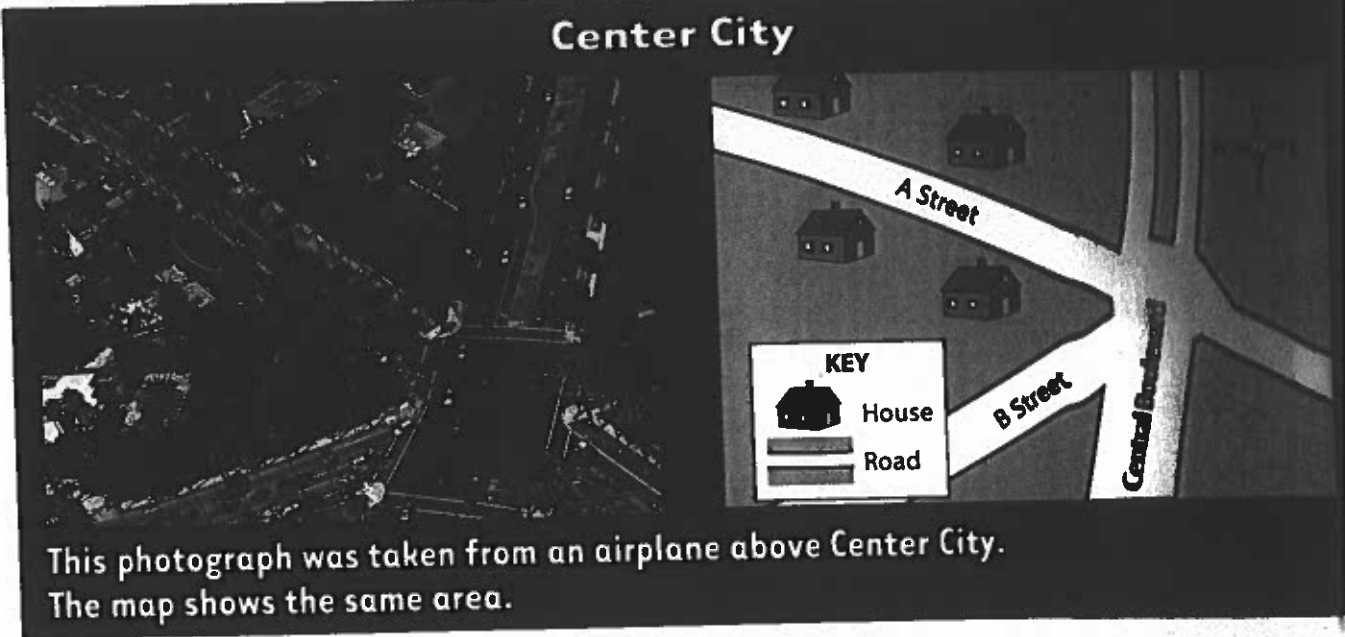 Center City
A Street
B Street
Central
KEY
House
Road
This photograph was taken from an airplane above Center City.
The map shows the same area.